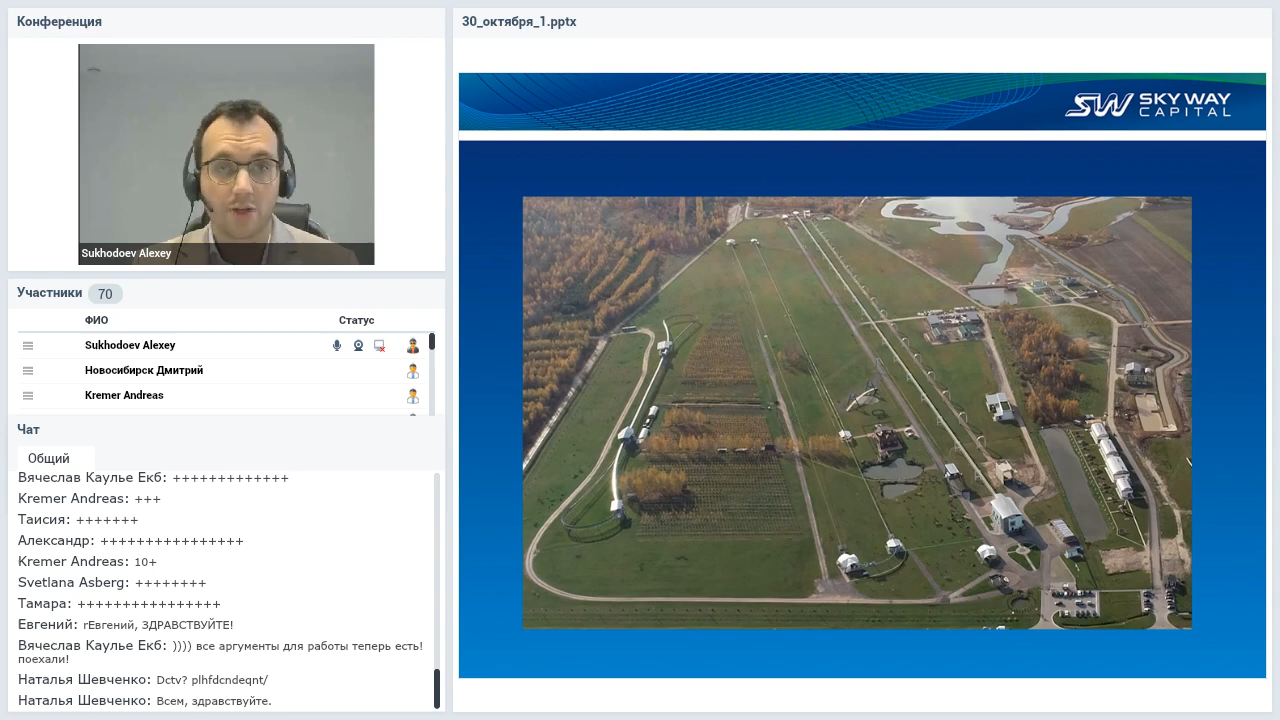 Конференция
Sukhodoev Alexey
Участники 70
ФИО Статус
Sukhodoev Alexey
Новосибирск Дмитрий
Kremer Andreas
Чат
Общий
Вячеслав Каулье Екб: +++++++++++++
Kremer Andreas: +++
Таисия: +++++++
Александр: ++++++++++++++++
Kremer Andreas: 10+
Svetlana Asberg: ++++++++
Тамара: ++++++++++++++++
Евгений: гЕвгений, ЗДРАВСТВУЙТЕ!
Вячеслав Каулье Екб: )))) все аргументы для работы теперь есть!
поехали!
Наталья Шевченко: Dctv? plhfdcndeqnt/
Наталья Шевченко: Всем, здравствуйте.
30_октября_1.pptx
SW SKY WAY
CAPITAL